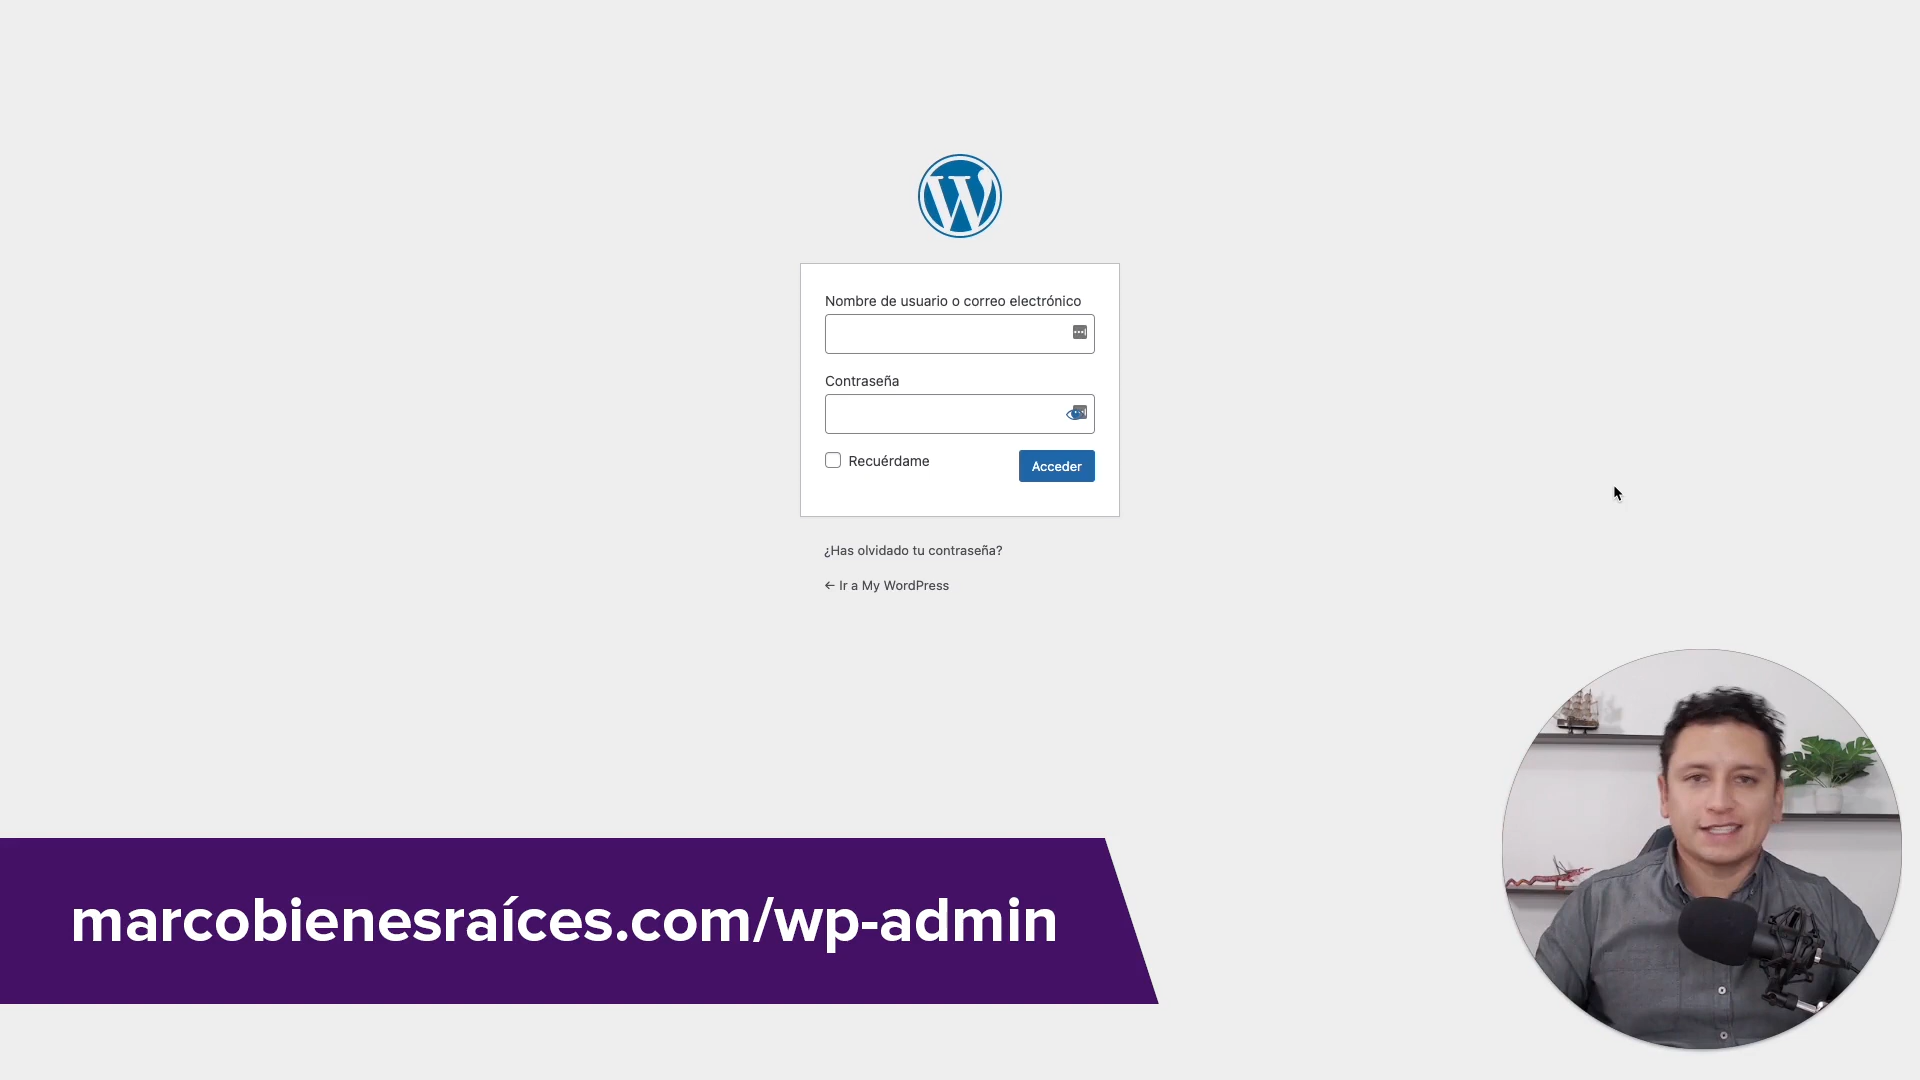 Nombre de usuario o correo electrónico
Contraseña
Recuérdame
Acceder
¿Has olvidado tu contraseña?
← Ir a My WordPress
marcobienesraíces.com/wp-admin